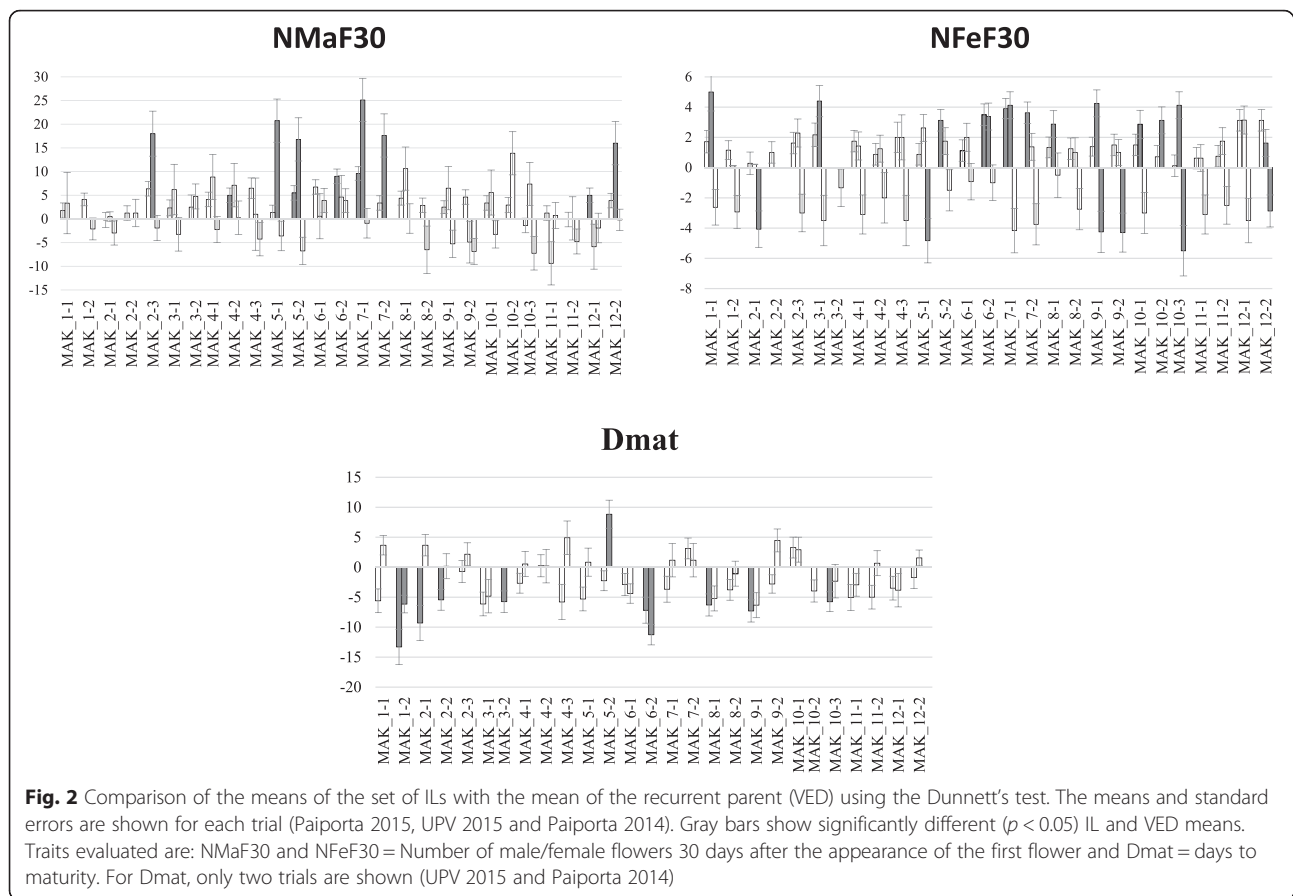 NMaF30
30
25
20
15
10
5
0
-5
-10
-15
MAK_1-1
MAK_1-2
MAK_2-1
MAK_2-2
MAK_2-3
MAK_3-1
MAK_3-2
MAK_4-1
MAK_4-2
MAK_4-3
MAK_5-1
MAK_5-2
MAK_6-1
MAK_6-2
MAK_7-1
MAK_7-2
MAK_8-1
MAK_8-2
MAK_9-1
MAK_9-2
MAK_10-1
MAK_10-2
MAK_10-3
MAK_11-1
MAK_11-2
MAK_12-1
MAK_12-2
NFeF30
6
4
2
0
-2
-4
-6
-8
MAK_1-1
MAK_1-2
MAK_2-1
MAK_2-2
MAK_2-3
MAK_3-1
MAK_3-2
MAK_4-1
MAK_4-2
MAK_4-3
MAK_5-1
MAK_5-2
MAK_6-1
MAK_6-2
MAK_7-1
MAK_7-2
MAK_8-1
MAK_8-2
MAK_9-1
MAK_9-2
MAK_10-1
MAK_10-2
MAK_10-3
MAK_11-1
MAK_11-2
MAK_12-1
MAK_12-2
Dmat
15
10
5
0
-5
-10
-15
-20
MAK_1-1
MAK_1-2
MAK_2-1
MAK_2-2
MAK_2-3
MAK_3-1
MAK_3-2
MAK_4-1
MAK_4-2
MAK_4-3
MAK_5-1
MAK_5-2
MAK_6-1
MAK_6-2
MAK_7-1
MAK_7-2
MAK_8-1
MAK_8-2
MAK_9-1
MAK_9-2
MAK_10-1
MAK_10-2
MAK_10-3
MAK_11-1
MAK_11-2
MAK_12-1
MAK_12-2
Fig. 2 Comparison of the means of the set of ILs with the mean of the recurrent parent (VED) using the Dunnett's test. The means and standard
errors are shown for each trial (Paiporta 2015, UPV 2015 and Paiporta 2014). Gray bars show significantly different (p < 0.05) IL and VED means.
Traits evaluated are: NMaF30 and NFeF30 = Number of male/female flowers 30 days after the appearance of the first flower and Dmat = days to
maturity. For Dmat, only two trials are shown (UPV 2015 and Paiporta 2014)